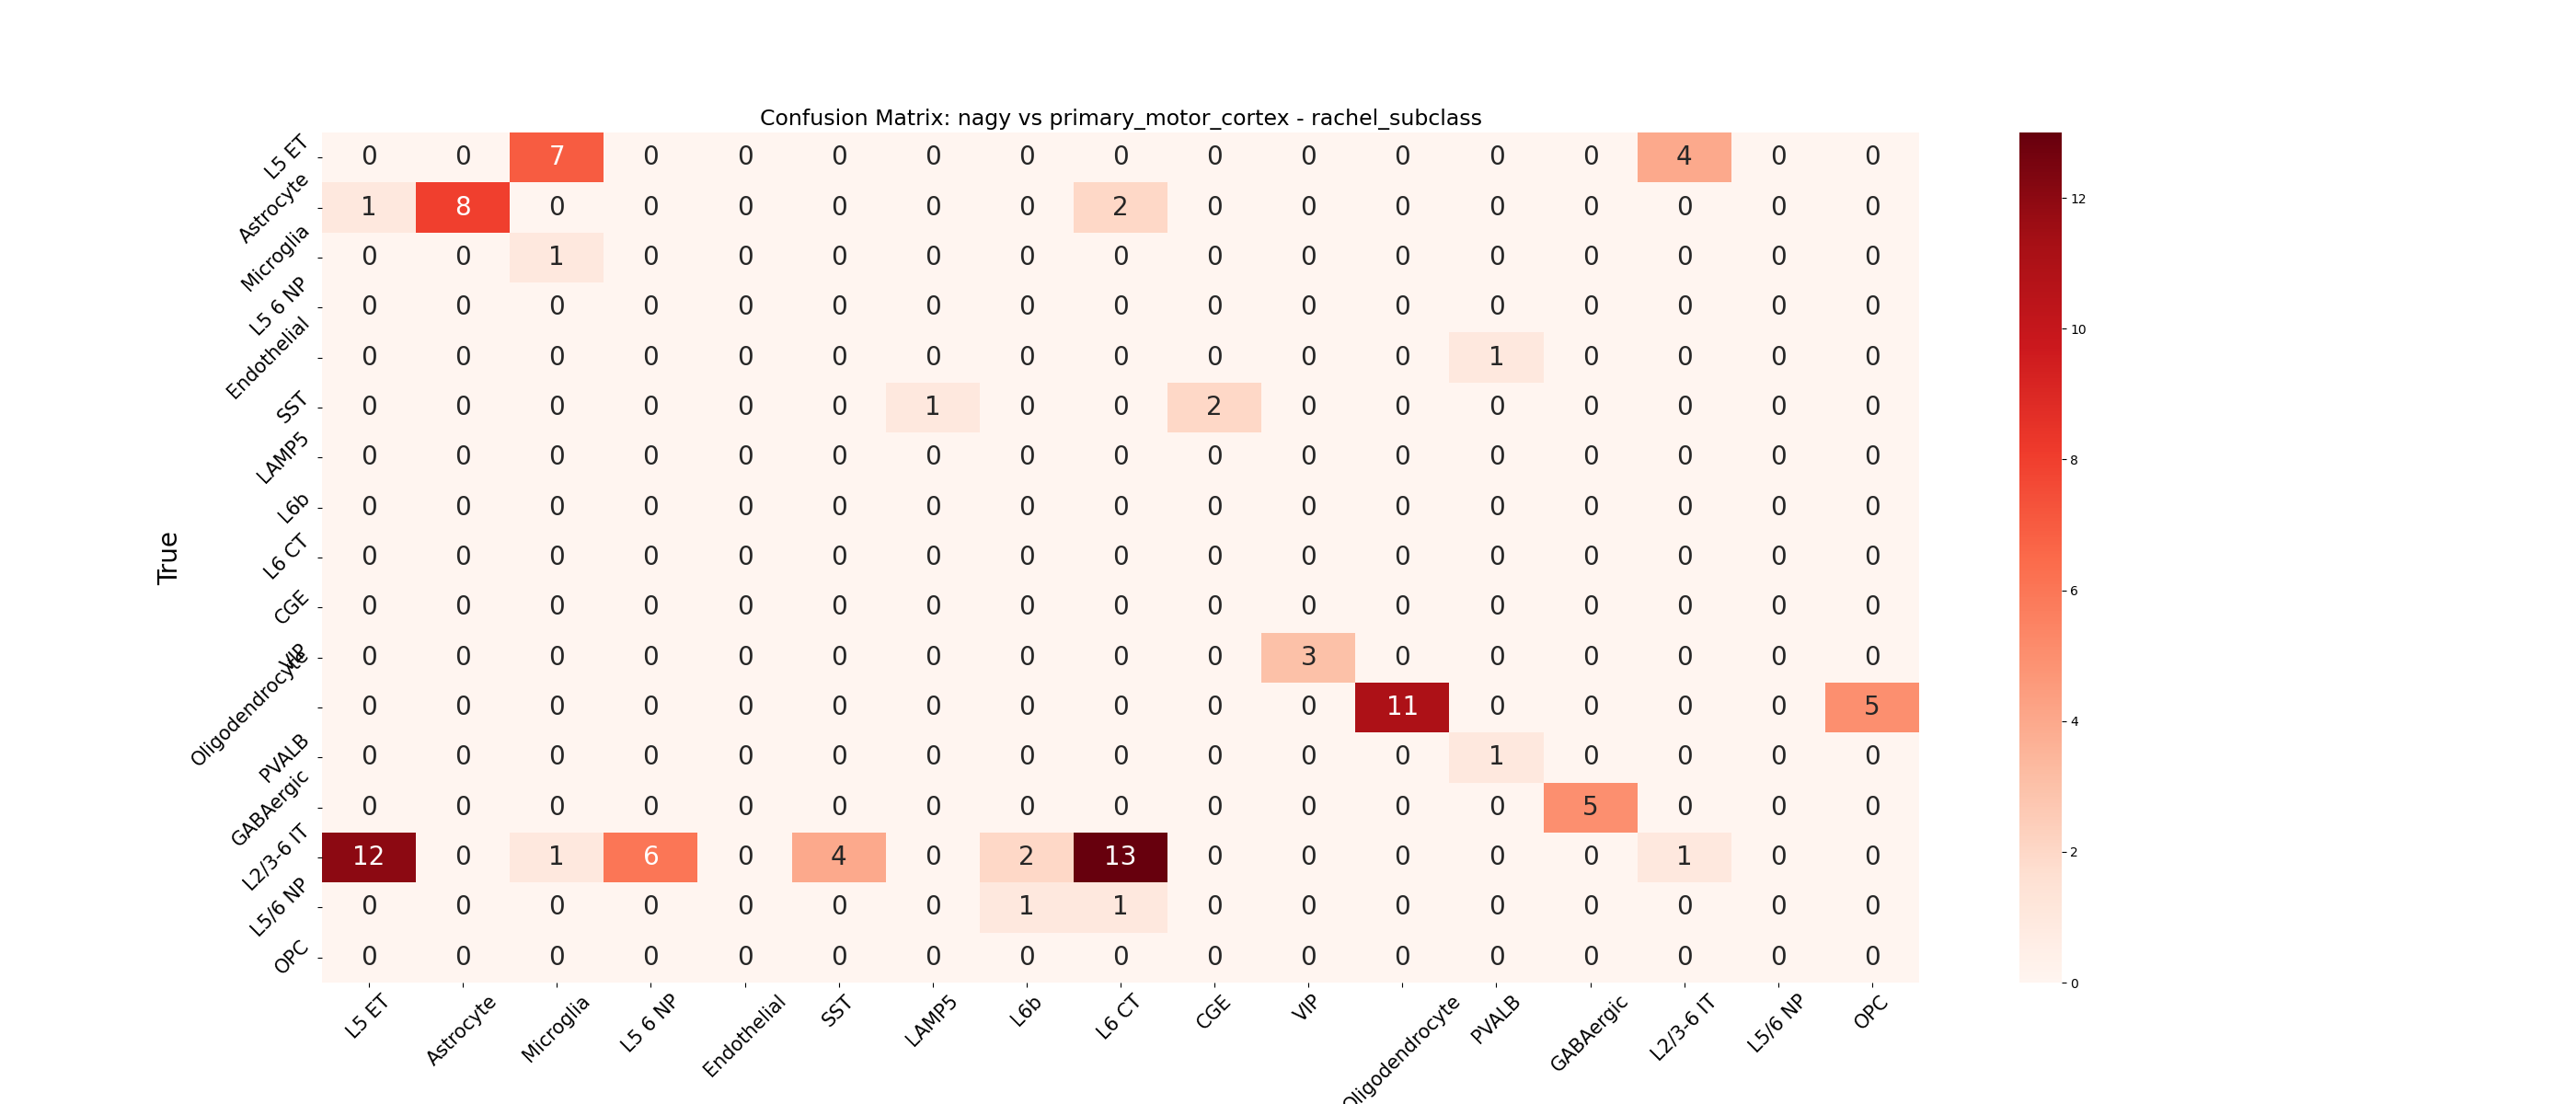 Confusion Matrix: nagy vs primary_motor_cortex - rachel_subclass
True
L5 ET 0 0 7 0 0 0 0 0 0 0 0 0 0 0 4 0 0
Astrocyte 1 8 0 0 0 0 0 0 2 0 0 0 0 0 0 0 0
Microglia 0 0 1 0 0 0 0 0 0 0 0 0 0 0 0 0 0
L5 6 NP 0 0 0 0 0 0 0 0 0 0 0 0 0 0 0 0 0
Endothelial 0 0 0 0 0 0 0 0 0 0 0 0 1 0 0 0 0
SST 0 0 0 0 0 0 1 0 0 2 0 0 0 0 0 0 0
LAMP5 0 0 0 0 0 0 0 0 0 0 0 0 0 0 0 0 0
L6b 0 0 0 0 0 0 0 0 0 0 0 0 0 0 0 0 0
L6 CT 0 0 0 0 0 0 0 0 0 0 0 0 0 0 0 0 0
CGE 0 0 0 0 0 0 0 0 0 0 0 0 0 0 0 0 0
VIP 0 0 0 0 0 0 0 0 0 0 3 0 0 0 0 0 0
Oligodendrocyte 0 0 0 0 0 0 0 0 0 0 0 11 0 0 0 0 5
PVALB 0 0 0 0 0 0 0 0 0 0 0 0 1 0 0 0 0
GABAergic 0 0 0 0 0 0 0 0 0 0 0 0 0 5 0 0 0
L2/3-6 IT 12 0 1 6 0 4 0 2 13 0 0 0 0 0 1 0 0
L5/6 NP 0 0 0 0 0 0 0 1 1 0 0 0 0 0 0 0 0
OPC 0 0 0 0 0 0 0 0 0 0 0 0 0 0 0 0 0
L5 ET Astrocyte Microglia L5 6 NP Endothelial SST LAMP5 L6b L6 CT CGE VIP Oligodendrocyte PVALB GABAergic L2/3-6 IT L5/6 NP OPC
12
10
8
6
4
2
0